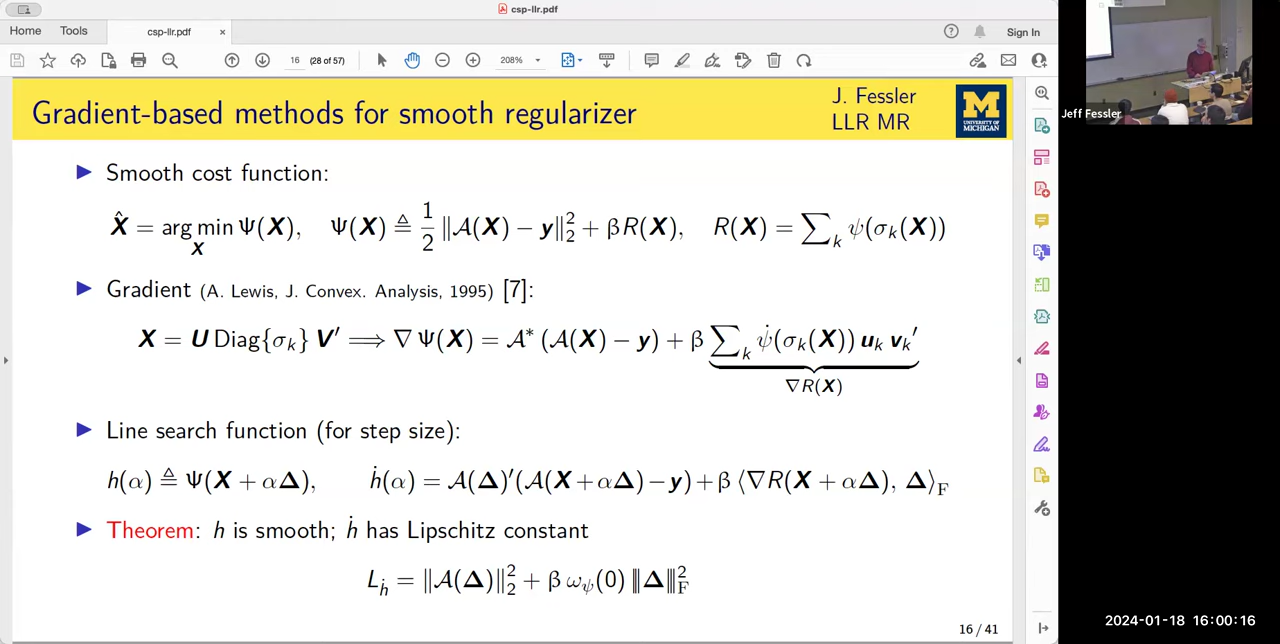 csp-llr.pdf
Home Tools csp-llr.pdf × Sign In
16 (28 of 57) 208%
Gradient-based methods for smooth regularizer
J. Fessler
LLR MR
M
UNIVERSITY OF
MICHIGAN
Jeff Fessler
Smooth cost function:
X̂ = arg min_X Ψ(X), Ψ(X) ≜ 1/2 ‖𝒜(X) − y‖₂² + βR(X), R(X) = ∑_k ψ(σ_k(X))
Gradient (A. Lewis, J. Convex. Analysis, 1995) [7]:
X = U Diag{σ_k} V′ ⟹ ∇ Ψ(X) = 𝒜* (𝒜(X) − y) + β ∑_k ψ̇(σ_k(X)) u_k v_k′
∇R(X)
Line search function (for step size):
h(α) ≜ Ψ(X + αΔ), ḣ(α) = 𝒜(Δ)′(𝒜(X+αΔ)−y)+β ⟨∇R(X + αΔ), Δ⟩_F
Theorem: h is smooth; ḣ has Lipschitz constant
L_ḣ = ‖𝒜(Δ)‖₂² + β ω_ψ(0) |||Δ|||_F²
16 / 41
2024-01-18 16:00:16